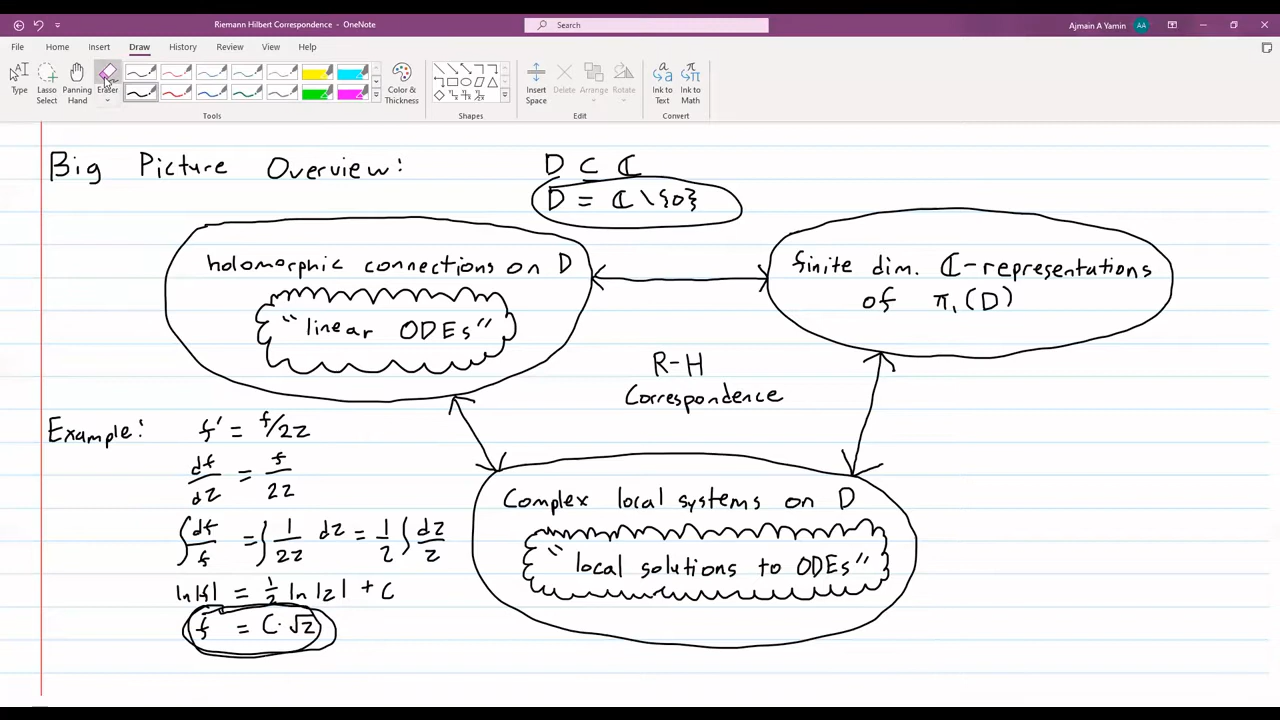 Riemann Hilbert Correspondence - OneNote
Search
Ajmain A Yamin
AA
File Home Insert Draw History Review View Help
Type
Lasso Select
Panning Hand
Eraser
Color & Thickness
Insert Space
Delete
Arrange
Rotate
Ink to Text
Ink to Math
Tools
Shapes
Edit
Convert
Big Picture Overview:
D ⊆ ℂ
D = ℂ \ {0}
holomorphic connections on D
"linear ODEs"
finite dim. ℂ-representations
of π₁(D)
R-H
Correspondence
Example:
f' = f/2z
df/dz = f/2z
∫ df/f = ∫ 1/2z dz = 1/2 ∫ dz/z
ln|f| = 1/2 ln|z| + C
f = C·√z
Complex local systems on D
"local solutions to ODEs"